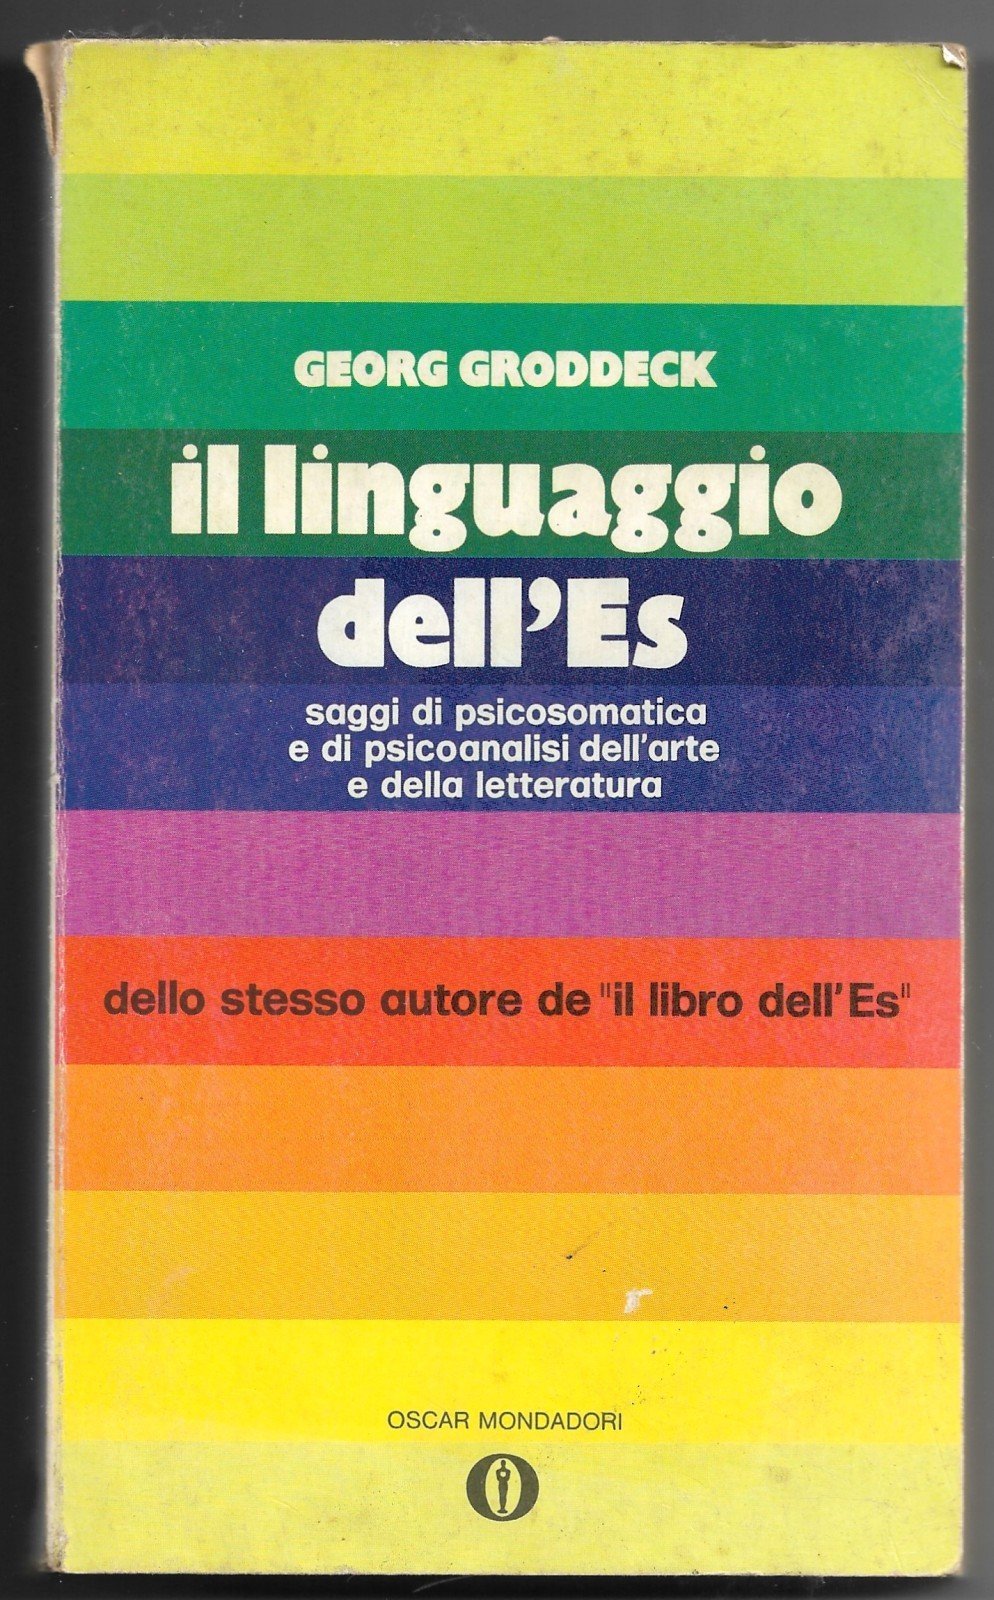 GEORG GRODDECK
il linguaggio
dell'Es
saggi di psicosomatica
e di psicoanalisi dell'arte
e della letteratura
dello stesso autore de "il libro dell'Es"
OSCAR MONDADORI